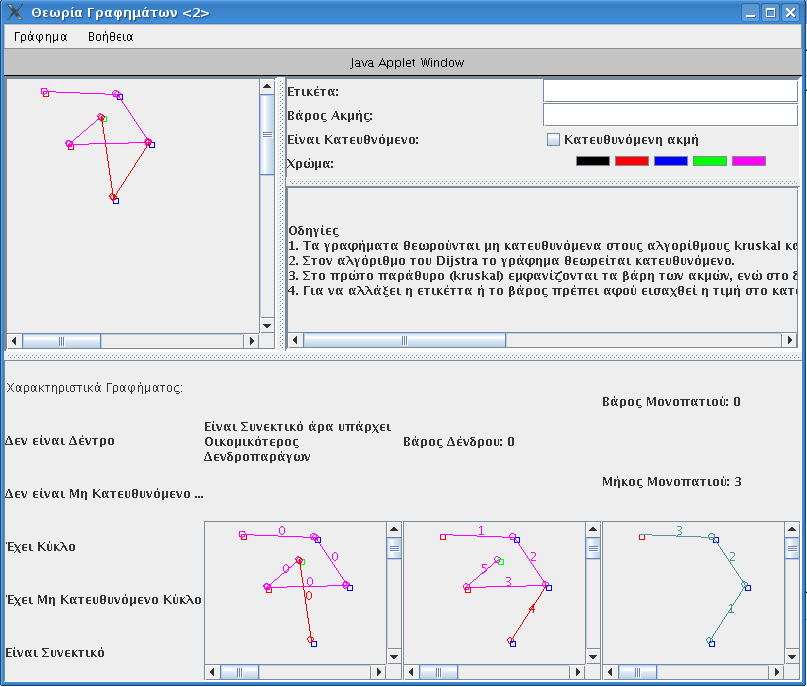 Θεωρία Γραφημάτων <2>
Γράφημα Βοήθεια
Java Applet Window
Ετικέτα:
Βάρος Ακμής:
Είναι Κατευθνόμενο: Κατευθυνόμενη ακμή
Χρώμα:
Οδηγίες
1. Τα γραφήματα θεωρούνται μη κατευθυνόμενα στους αλγορίθμους kruskal κα
2. Στον αλγόριθμο του Dijstra το γράφημα θεωρείται κατευθυνόμενο.
3. Στο πρώτο παράθυρο (kruskal) εμφανίζονται τα βάρη των ακμών, ενώ στο δ
4. Για να αλλάξει η ετικέττα ή το βάρος πρέπει αφού εισαχθεί η τιμή στο κατ
Χαρακτηριστικά Γραφήματος:
Βάρος Μονοπατιού: 0
Δεν είναι Δέντρο
Είναι Συνεκτικό άρα υπάρχει
Οικομικότερος
Δενδροπαράγων
Βάρος Δένδρου: 0
Μήκος Μονοπατιού: 3
Δεν είναι Μη Κατευθυνόμενο ...
Έχει Κύκλο
Έχει Μη Κατευθυνόμενο Κύκλο
Είναι Συνεκτικό
0
0
0
0
0
1
2
5
3
4
3
2
1